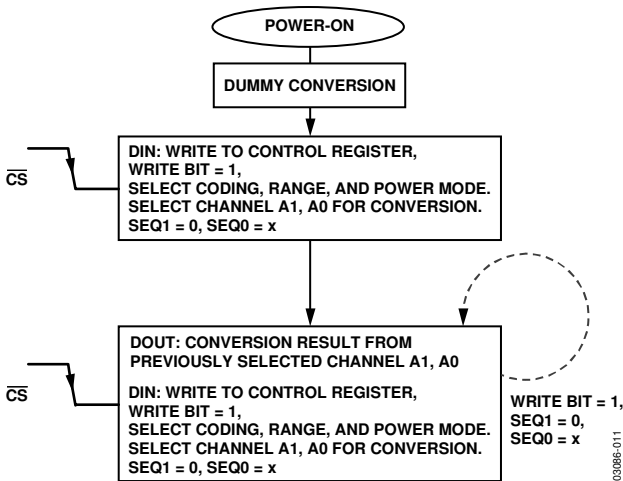 POWER-ON
DUMMY CONVERSION
CS
DIN: WRITE TO CONTROL REGISTER,
WRITE BIT = 1,
SELECT CODING, RANGE, AND POWER MODE.
SELECT CHANNEL A1, A0 FOR CONVERSION.
SEQ1 = 0, SEQ0 = x
DOUT: CONVERSION RESULT FROM
PREVIOUSLY SELECTED CHANNEL A1, A0
CS
DIN: WRITE TO CONTROL REGISTER,
WRITE BIT = 1,
SELECT CODING, RANGE, AND POWER MODE.
SELECT CHANNEL A1, A0 FOR CONVERSION.
SEQ1 = 0, SEQ0 = x
WRITE BIT = 1,
SEQ1 = 0,
SEQ0 = x
03086-011